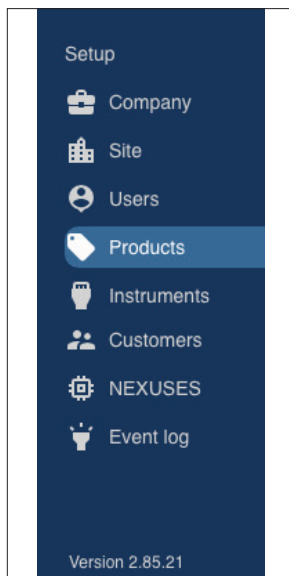 Setup
Company
Site
Users
Products
Instruments
Customers
NEXUSES
Event log
Version 2.85.21